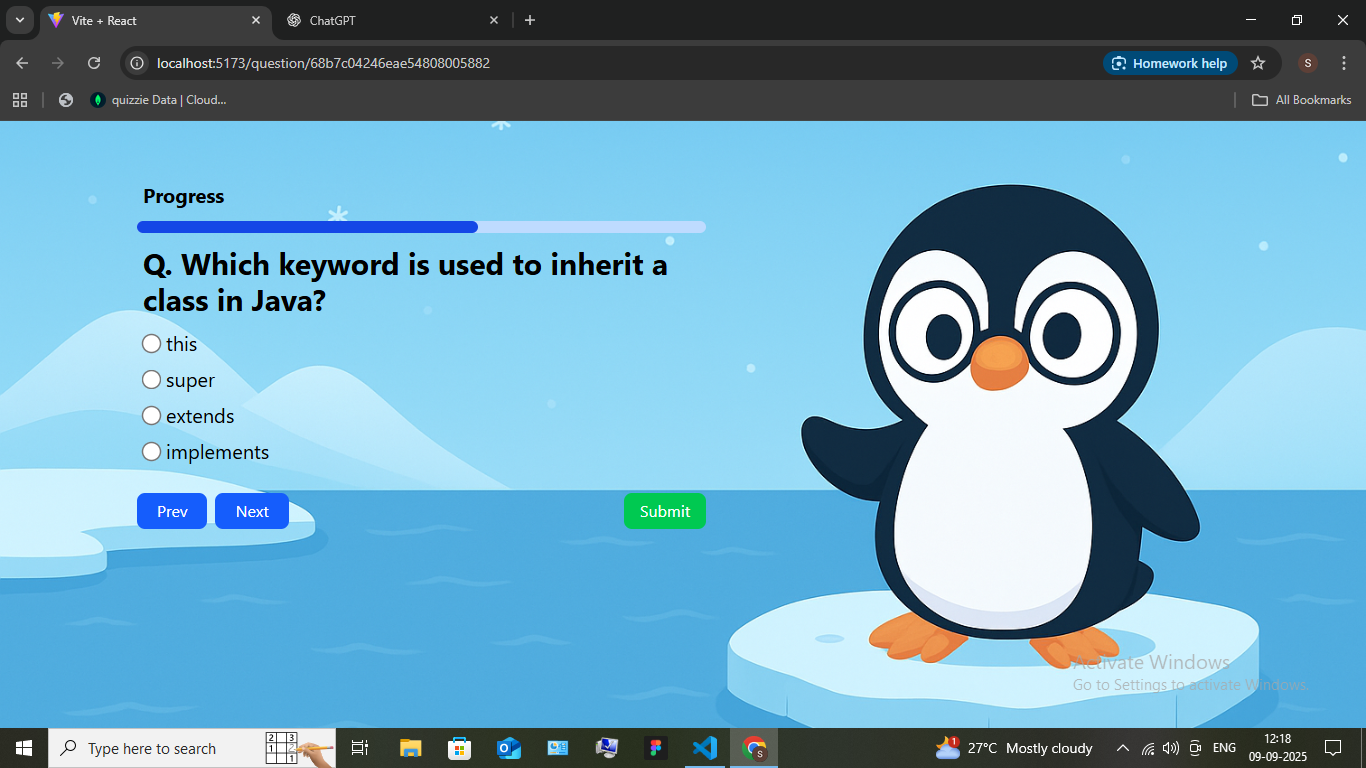 Vite + React
ChatGPT
localhost:5173/question/68b7c04246eae54808005882
Homework help
S
quizzie Data | Cloud...
All Bookmarks
Progress
Q. Which keyword is used to inherit a
class in Java?
this
super
extends
implements
Prev
Next
Submit
Activate Windows
Go to Settings to activate Windows.
Type here to search
27°C Mostly cloudy
ENG
12:18
09-09-2025